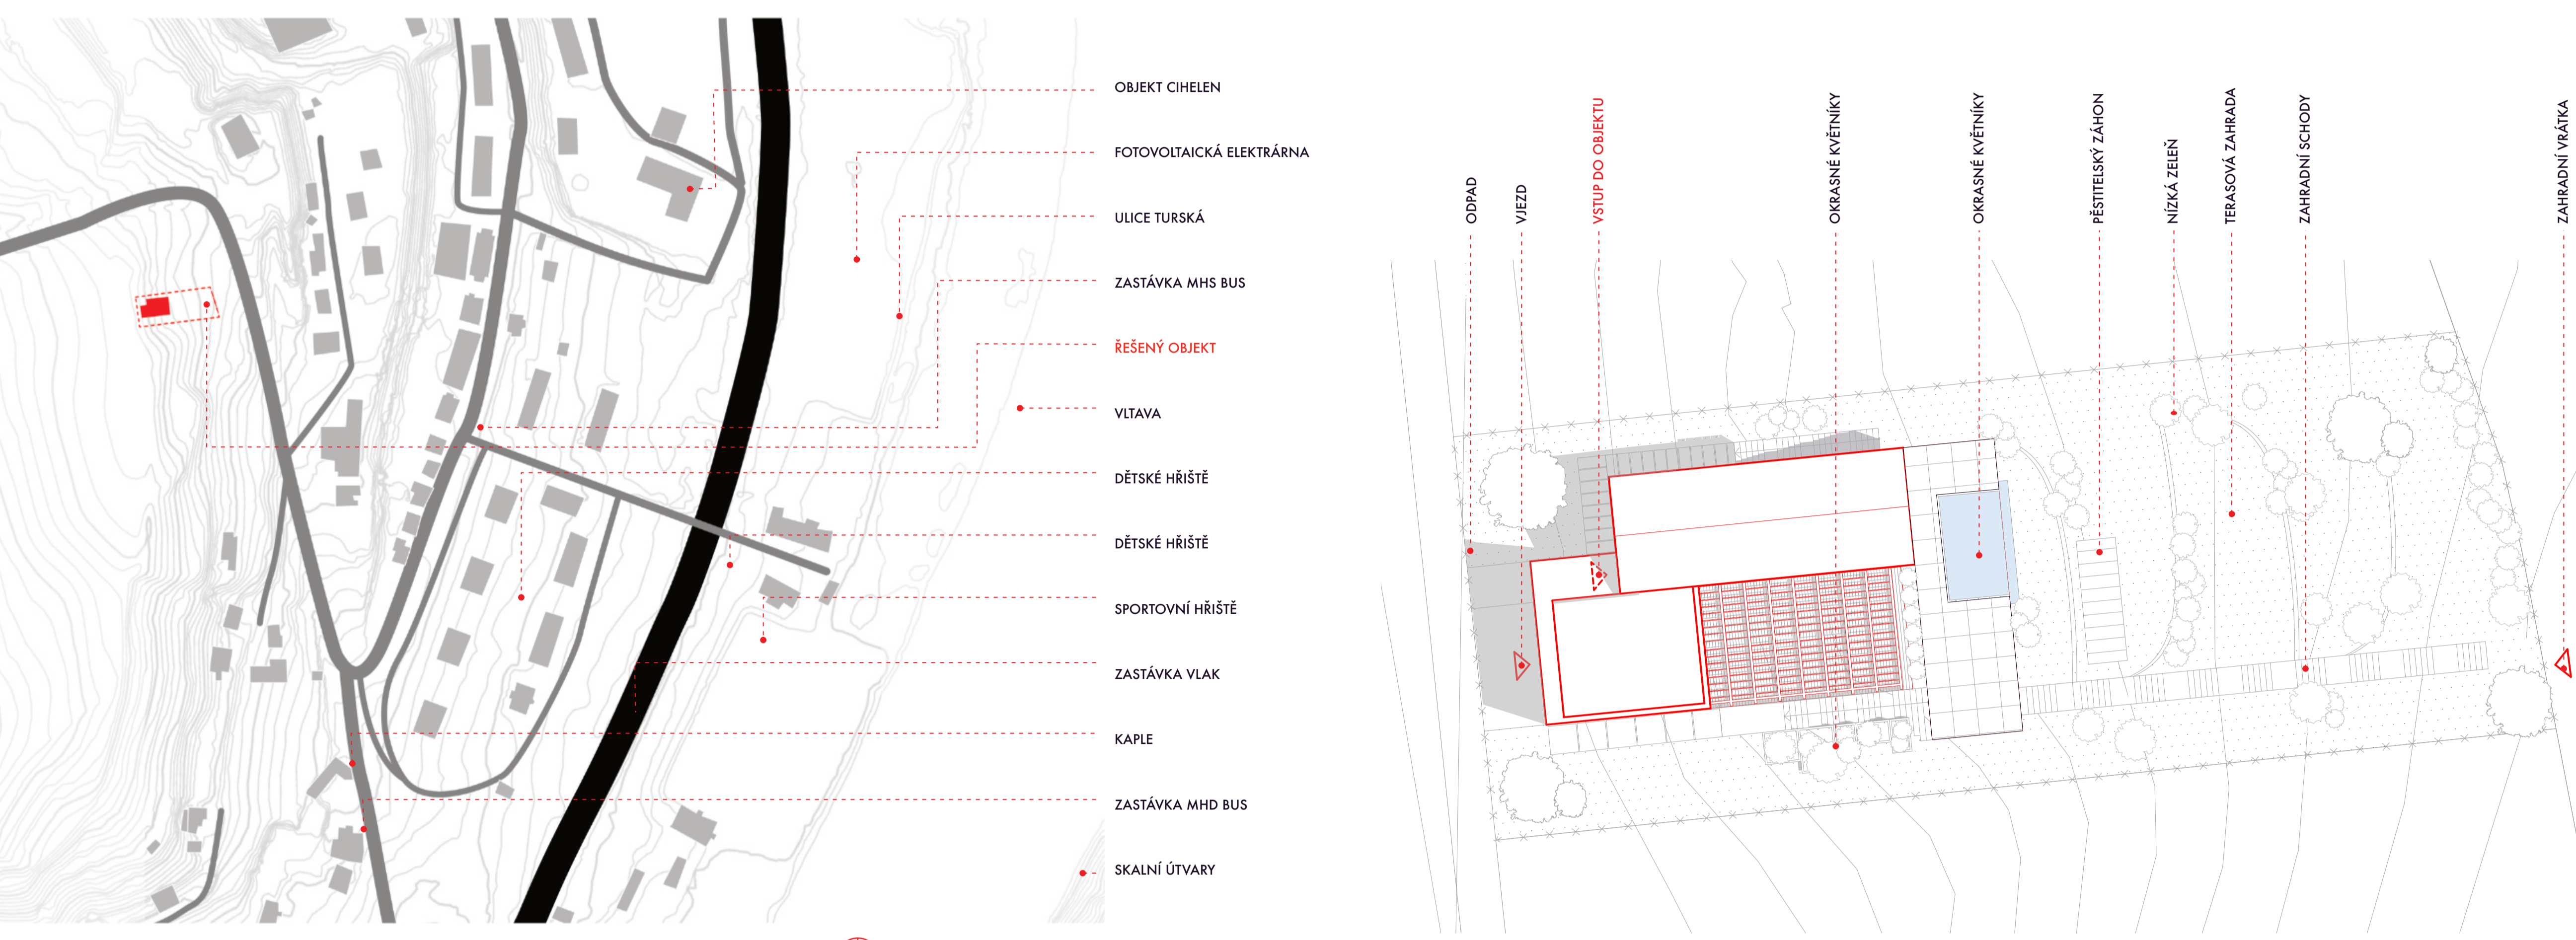 OBJEKT CIHELEN
FOTOVOLTAICKÁ ELEKTRÁRNA
ULICE TURSKÁ
ZASTÁVKA MHS BUS
ŘEŠENÝ OBJEKT
VLTAVA
DĚTSKÉ HŘIŠTĚ
DĚTSKÉ HŘIŠTĚ
SPORTOVNÍ HŘIŠTĚ
ZASTÁVKA VLAK
KAPLE
ZASTÁVKA MHD BUS
SKALNÍ ÚTVARY
ODPAD
VJEZD
VSTUP DO OBJEKTU
OKRASNÉ KVĚTNÍKY
OKRASNÉ KVĚTNÍKY
PĚSTITELSKÝ ZÁHON
NÍZKÁ ZELEŇ
TERASOVÁ ZAHRADA
ZAHRADNÍ SCHODY
ZAHRADNÍ VRÁTKA